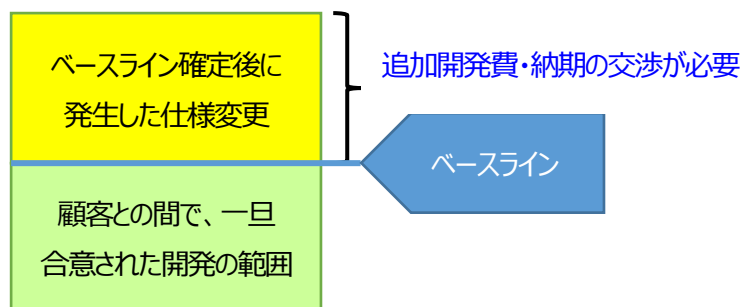 ベースライン確定後に
発生した仕様変更
追加開発費・納期の交渉が必要
ベースライン
顧客との間で、一旦
合意された開発の範囲